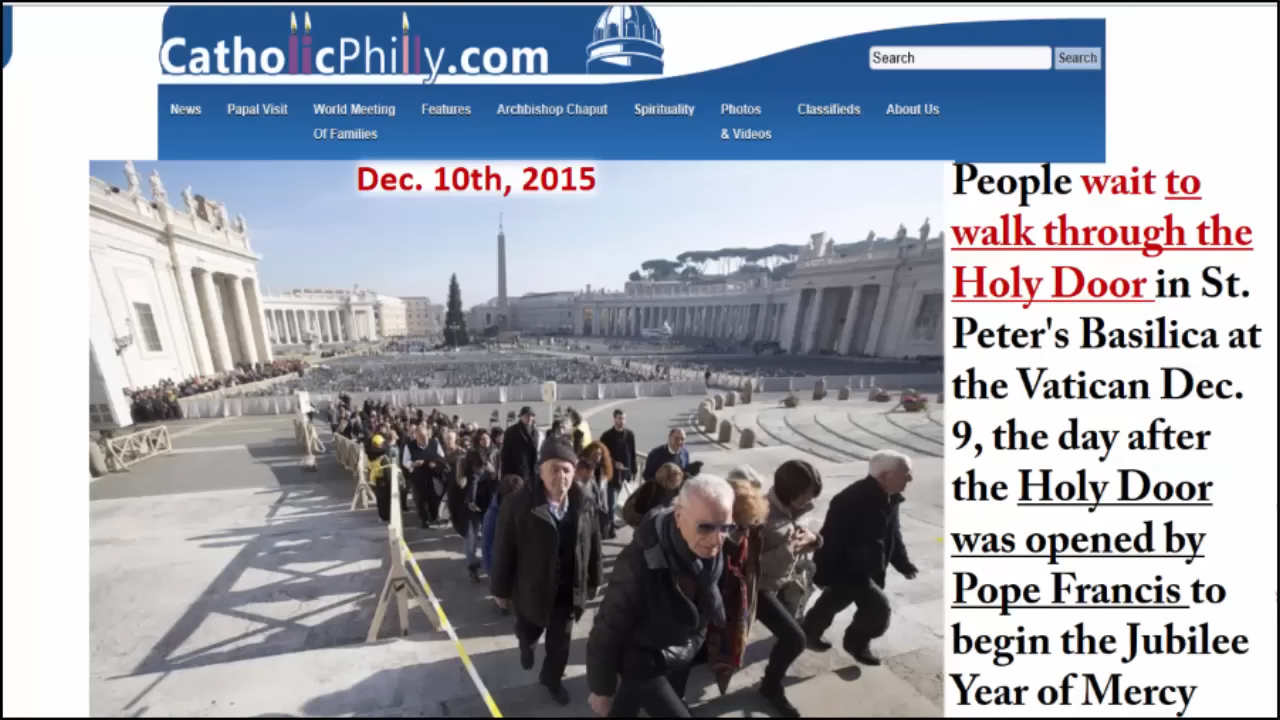 CatholicPhilly.com
Search Search
News Papal Visit World Meeting Of Families Features Archbishop Chaput Spirituality Photos & Videos Classifieds About Us
Dec. 10th, 2015
People wait to
walk through the
Holy Door in St.
Peter's Basilica at
the Vatican Dec.
9, the day after
the Holy Door
was opened by
Pope Francis to
begin the Jubilee
Year of Mercy